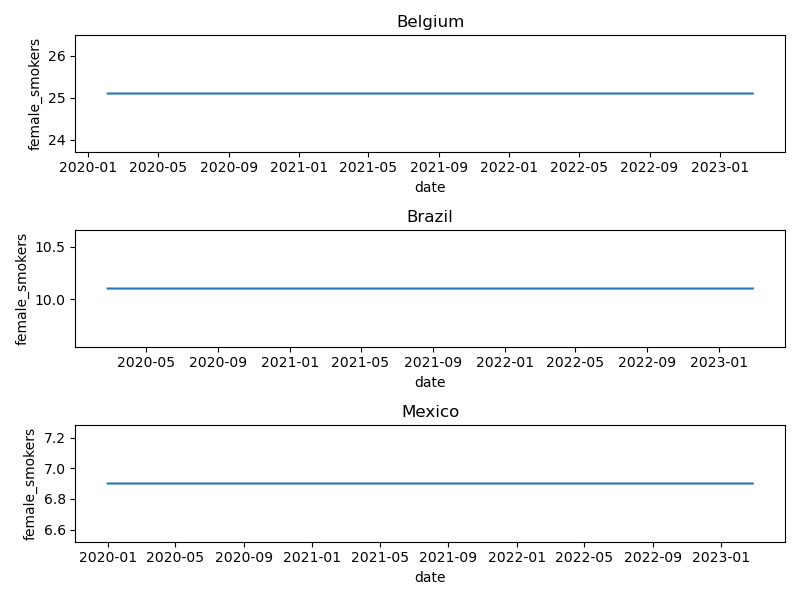 Belgium
female_smokers
26
25
24
2020-01 2020-05 2020-09 2021-01 2021-05 2021-09 2022-01 2022-05 2022-09 2023-01
date
Brazil
female_smokers
10.5
10.0
2020-05 2020-09 2021-01 2021-05 2021-09 2022-01 2022-05 2022-09 2023-01
date
Mexico
female_smokers
7.2
7.0
6.8
6.6
2020-01 2020-05 2020-09 2021-01 2021-05 2021-09 2022-01 2022-05 2022-09 2023-01
date